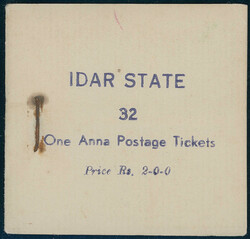 IDAR STATE
32
One Anna Postage Tickets
Price Rs. 2-0-0